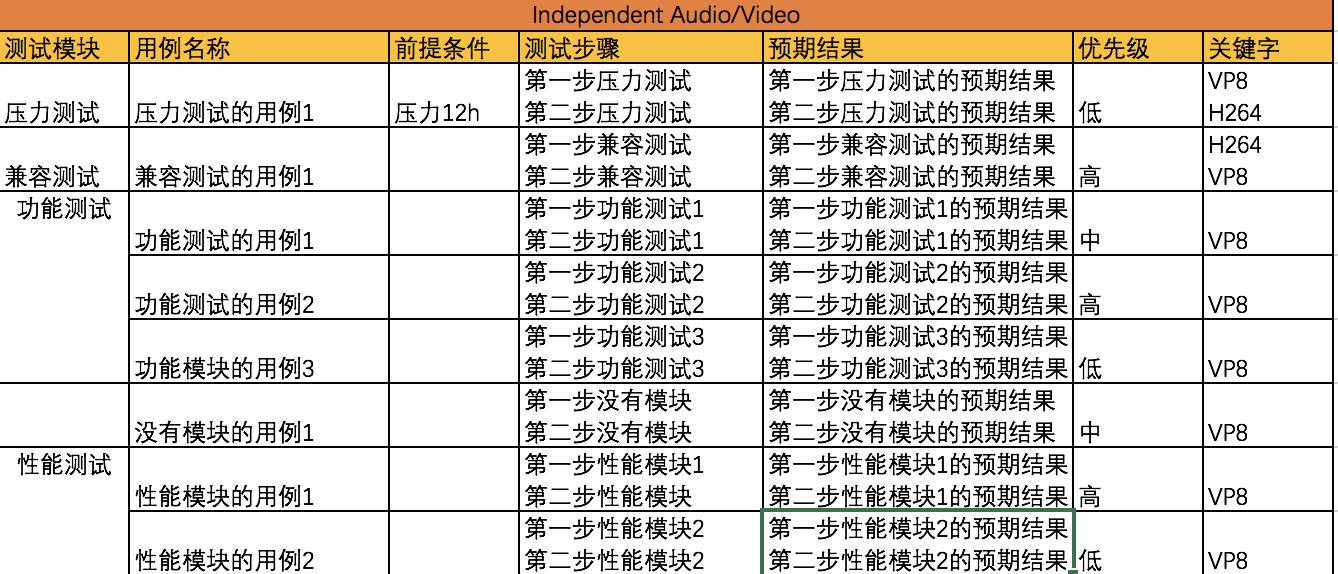 Independent Audio/Video
测试模块 用例名称 前提条件 测试步骤 预期结果 优先级 关键字
第一步压力测试 第一步压力测试的预期结果 VP8
压力测试 压力测试的用例1 压力12h 第二步压力测试 第二步压力测试的预期结果 低 H264
第一步兼容测试 第一步兼容测试的预期结果 H264
兼容测试 兼容测试的用例1 第二步兼容测试 第二步兼容测试的预期结果 高 VP8
功能测试 第一步功能测试1 第一步功能测试1的预期结果
功能测试的用例1 第二步功能测试1 第二步功能测试1的预期结果 中 VP8
第一步功能测试2 第一步功能测试2的预期结果
功能测试的用例2 第二步功能测试2 第二步功能测试2的预期结果 高 VP8
第一步功能测试3 第一步功能测试3的预期结果
功能模块的用例3 第二步功能测试3 第二步功能测试3的预期结果 低 VP8
第一步没有模块 第一步没有模块的预期结果
没有模块的用例1 第二步没有模块 第二步没有模块的预期结果 中 VP8
性能测试 第一步性能模块1 第一步性能模块1的预期结果
性能模块的用例1 第二步性能模块 第二步性能模块1的预期结果 高 VP8
第一步性能模块2 第一步性能模块2的预期结果
性能模块的用例2 第二步性能模块2 第二步性能模块2的预期结果 低 VP8